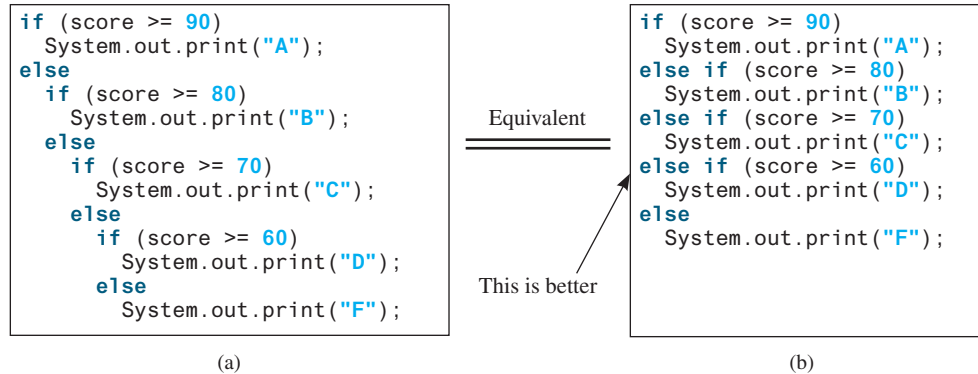 if (score >= 90)
  System.out.print("A");
else
  if (score >= 80)
    System.out.print("B");
  else
    if (score >= 70)
      System.out.print("C");
    else
      if (score >= 60)
        System.out.print("D");
      else
        System.out.print("F");
(a)
Equivalent
This is better
if (score >= 90)
  System.out.print("A");
else if (score >= 80)
  System.out.print("B");
else if (score >= 70)
  System.out.print("C");
else if (score >= 60)
  System.out.print("D");
else
  System.out.print("F");
(b)